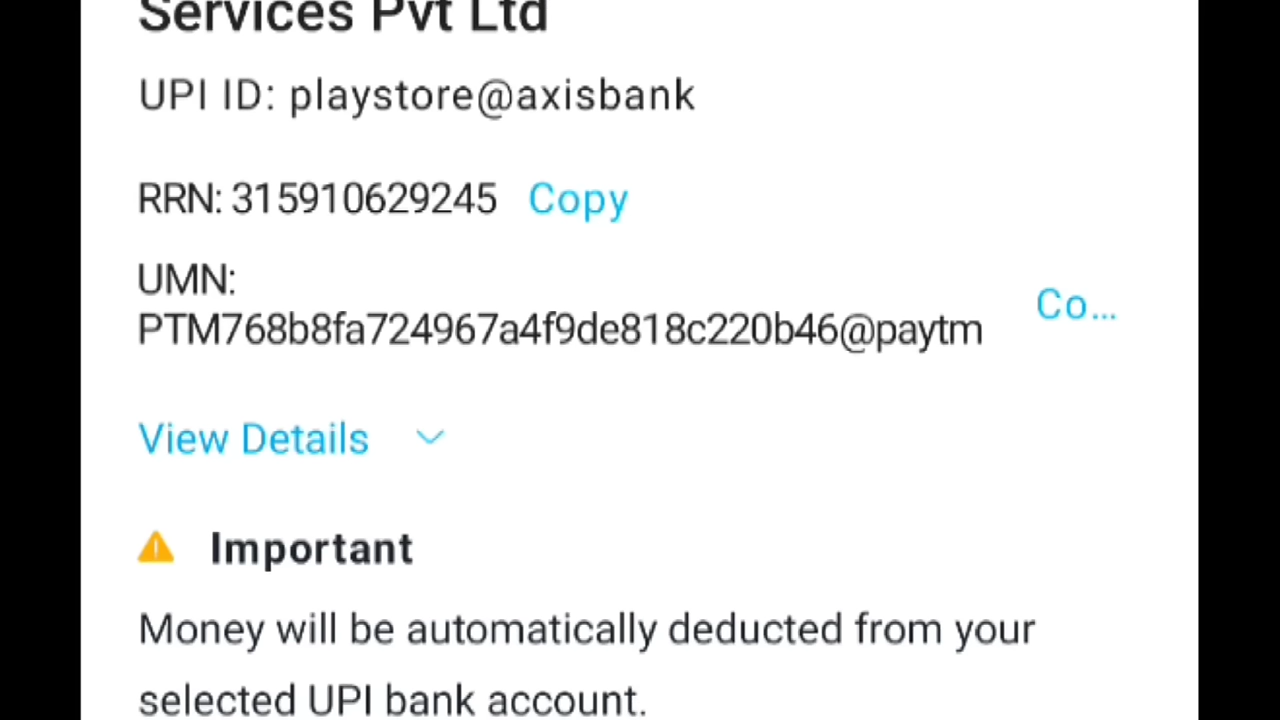 Services Pvt Ltd
UPI ID: playstore@axisbank
RRN: 315910629245 Copy
UMN:
PTM768b8fa724967a4f9de818c220b46@paytm
Co...
View Details
Important
Money will be automatically deducted from your
selected UPI bank account.